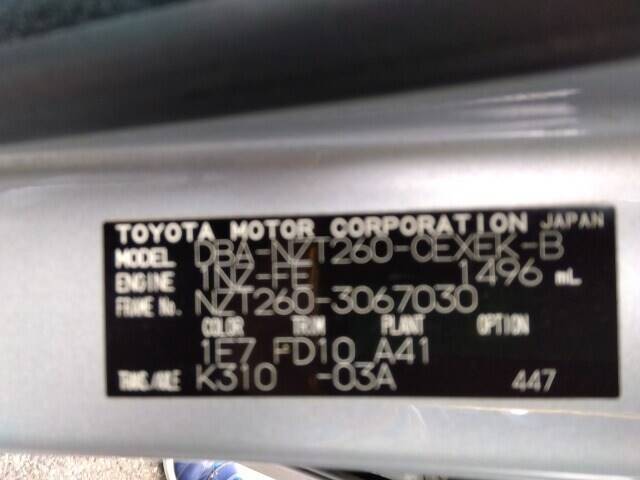 TOYOTA MOTOR CORPORATION JAPAN
MODEL DBA-NZT260-CEXEK-B
ENGINE 1NZ-FE 1496 mL
FRAME No. NZT260-3067030
COLOR TRIM PLANT OPTION
1E7 FD10 A41
TRANS/AXLE K310 -03A 447